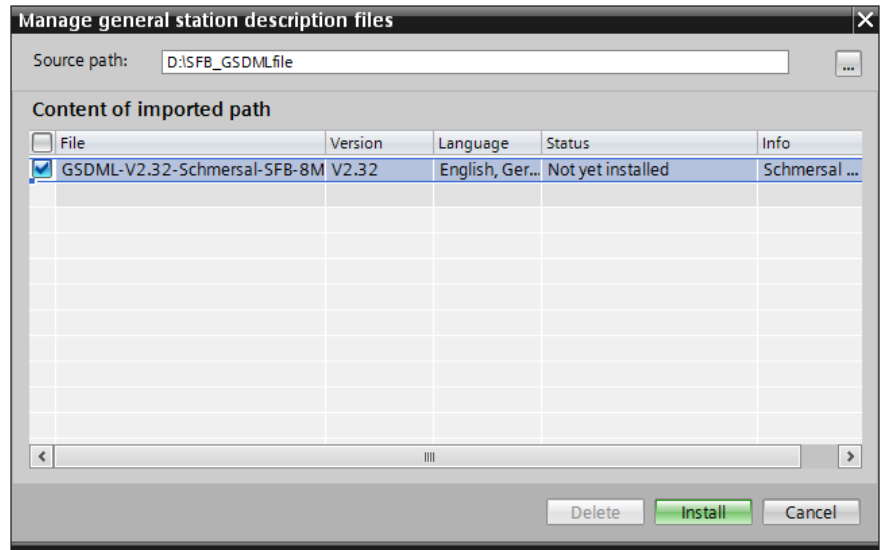 Manage general station description files
Source path: D:\SFB_GSDMLfile ...
Content of imported path
File Version Language Status Info
GSDML-V2.32-Schmersal-SFB-8M V2.32 English, Ger... Not yet installed Schmersal ...
Delete Install Cancel